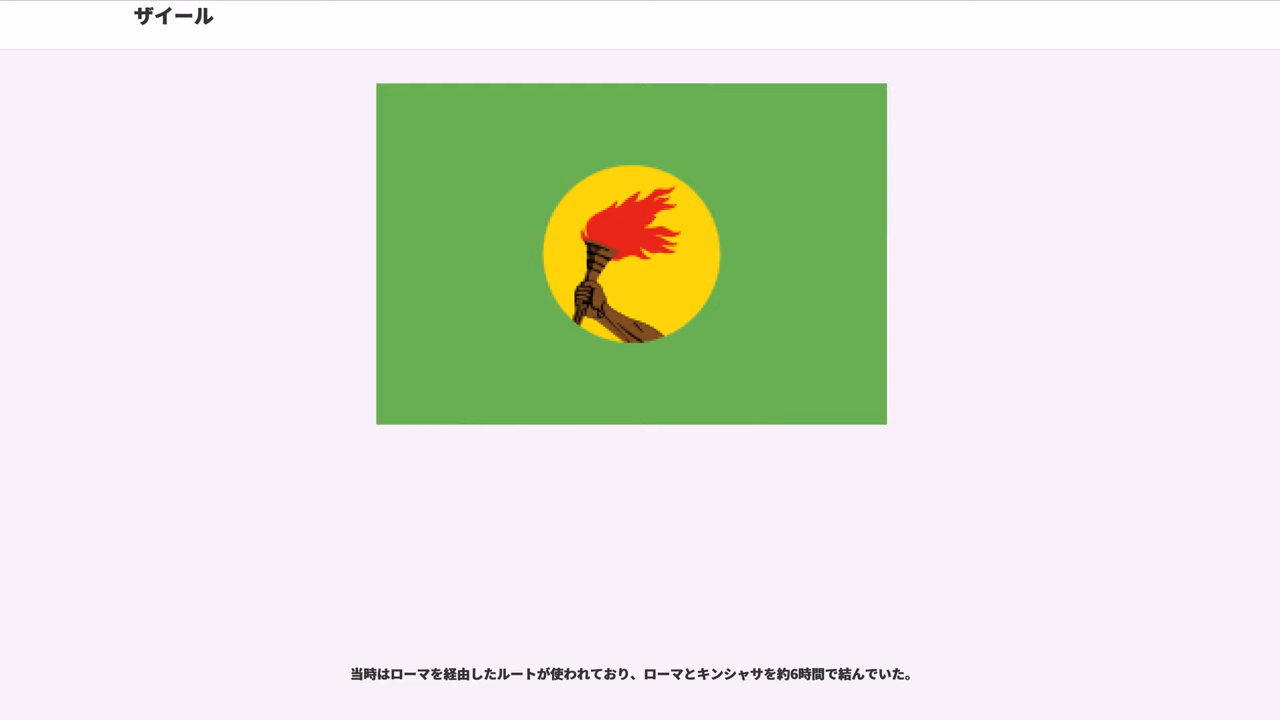 ザイール
当時はローマを経由したルートが使われており、ローマとキンシャサを約6時間で結んでいた。